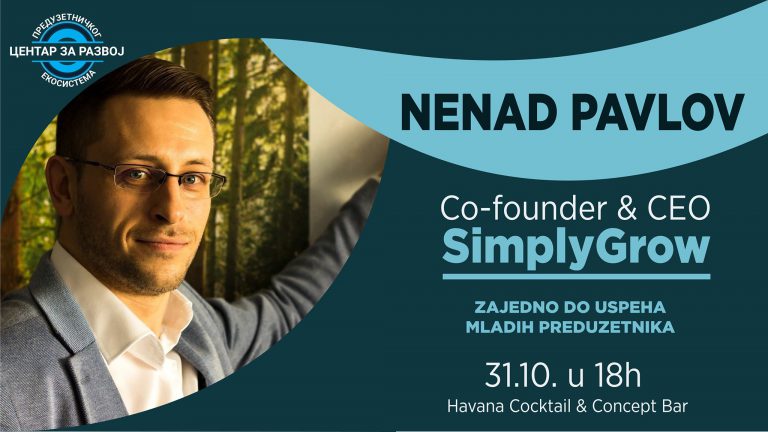 ПРЕДУЗЕТНИЧКОГ
ЦЕНТАР ЗА РАЗВОЈ
ЕКОСИСТЕМА
NENAD PAVLOV
Co-founder & CEO
SimplyGrow
ZAJEDNO DO USPEHA
MLADIH PREDUZETNIKA
31.10. u 18h
Havana Cocktail & Concept Bar